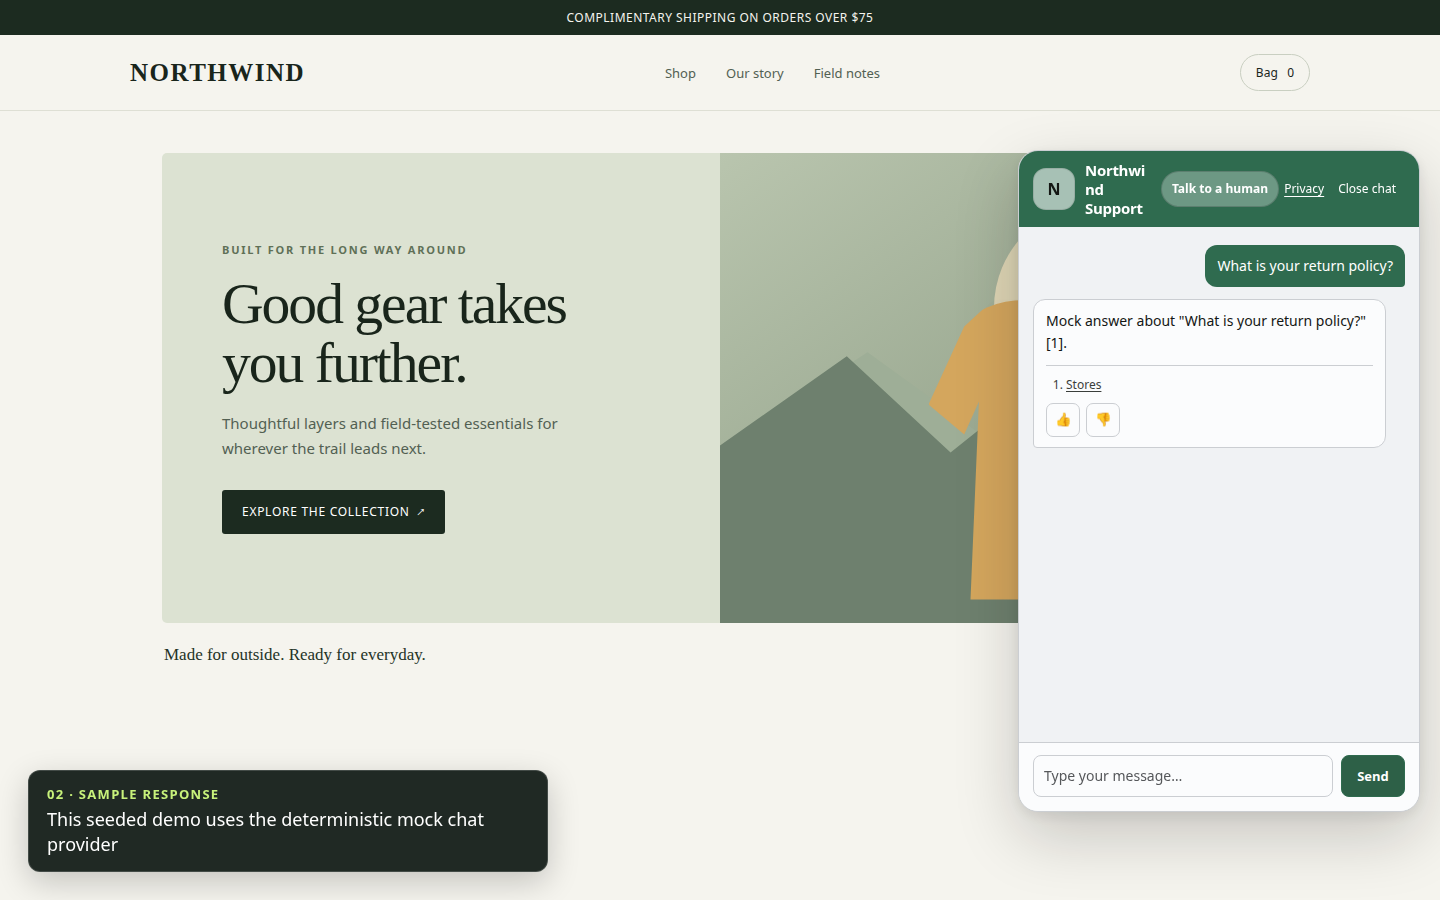 COMPLIMENTARY SHIPPING ON ORDERS OVER $75
NORTHWIND
Shop
Our story
Field notes
Bag 0
BUILT FOR THE LONG WAY AROUND
Good gear takes
you further.
Thoughtful layers and field-tested essentials for
wherever the trail leads next.
EXPLORE THE COLLECTION ↗
Made for outside. Ready for everyday.
N
Northwi
nd
Support
Talk to a human
Privacy
Close chat
What is your return policy?
Mock answer about "What is your return policy?"
[1].
1. Stores
👍 👎
Type your message...
Send
02 · SAMPLE RESPONSE
This seeded demo uses the deterministic mock chat
provider